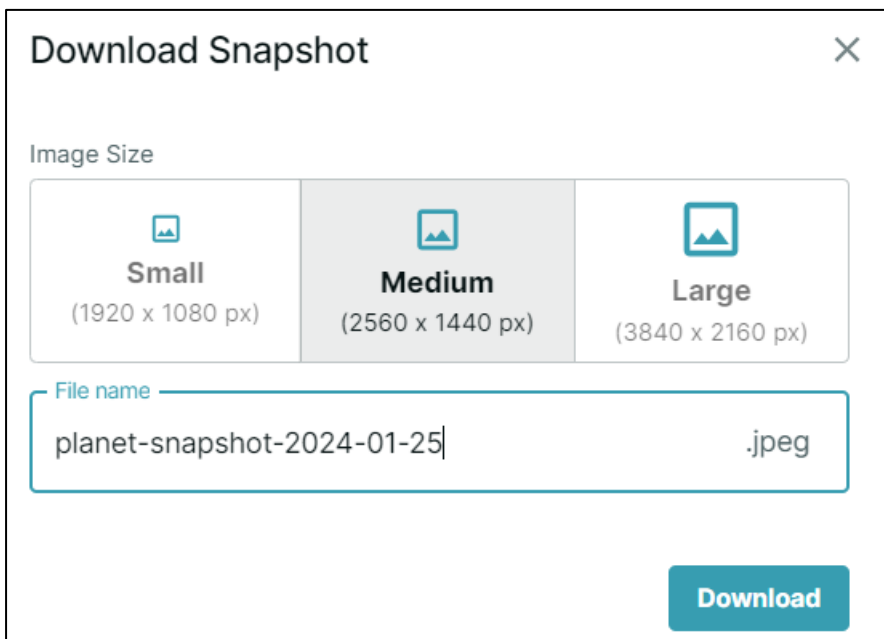 Download Snapshot
Image Size
Small
(1920 x 1080 px)
Medium
(2560 x 1440 px)
Large
(3840 x 2160 px)
File name
planet-snapshot-2024-01-25 .jpeg
Download